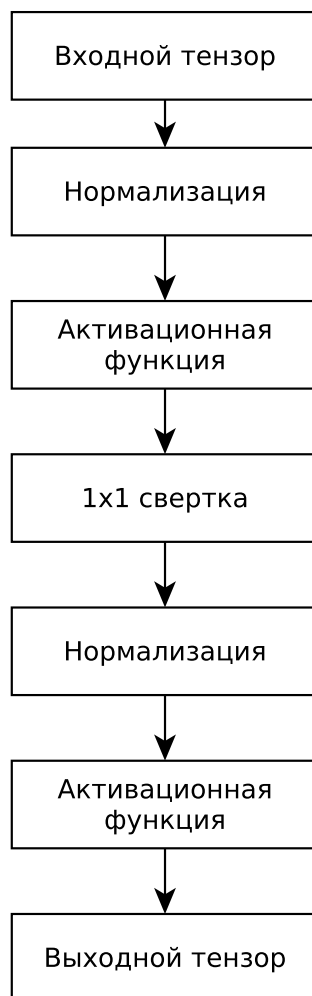 Входной тензор
Нормализация
Активационная
функция
1x1 свертка
Нормализация
Активационная
функция
Выходной тензор